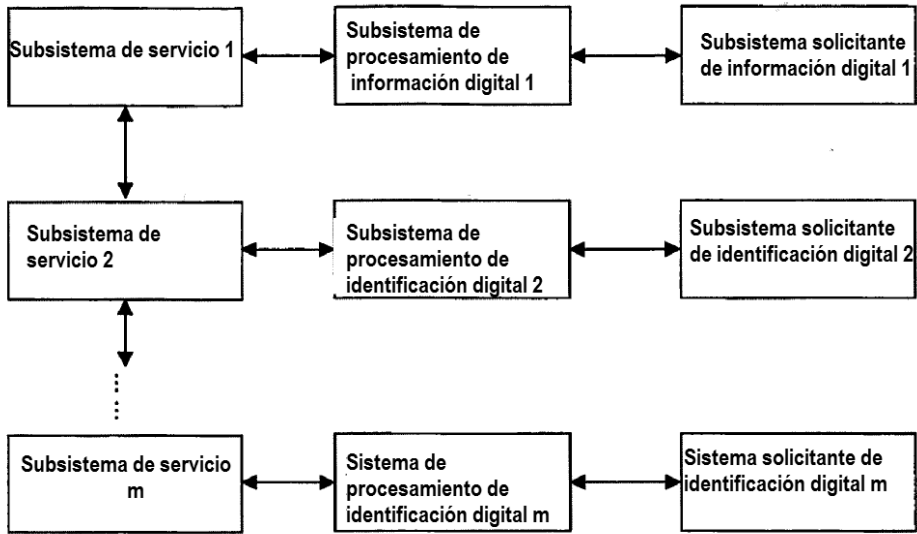 Subsistema de servicio 1
Subsistema de
procesamiento de
información digital 1
Subsistema solicitante
de información digital 1
Subsistema de
servicio 2
Subsistema de
procesamiento de
identificación digital 2
Subsistema solicitante
de identificación digital 2
Subsistema de servicio
m
Sistema de
procesamiento de
identificación digital m
Sistema solicitante de
identificación digital m